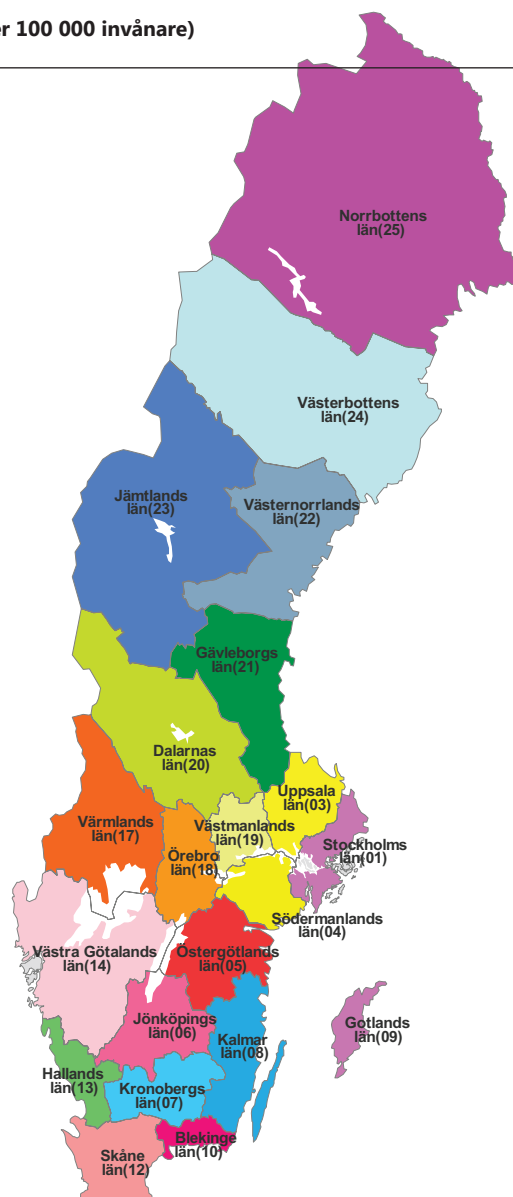 er 100 000 invånare)
Norrbottens
län(25)
Västerbottens
län(24)
Jämtlands
län(23)
Västernorrlands
län(22)
Gävleborgs
län(21)
Dalarnas
län(20)
Uppsala
län(03)
Värmlands
län(17)
Västmanlands
län(19)
Stockholms
län(01)
Örebro
län(18)
Södermanlands
län(04)
Västra Götalands
län(14)
Östergötlands
län(05)
Jönköpings
län(06)
Gotlands
län(09)
Kalmar
län(08)
Hallands
län(13)
Kronobergs
län(07)
Blekinge
län(10)
Skåne
län(12)